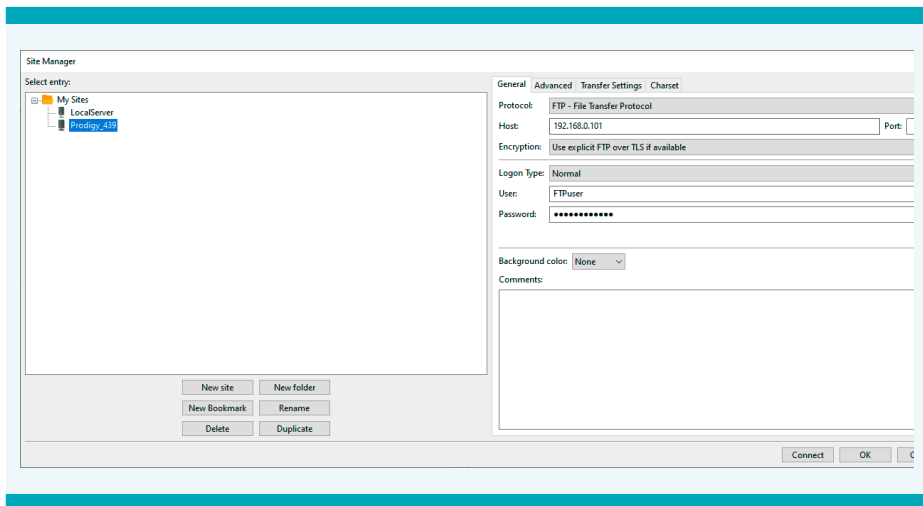 Site Manager
Select entry:
My Sites
LocalServer
Prodigy_439
New site New folder
New Bookmark Rename
Delete Duplicate
General Advanced Transfer Settings Charset
Protocol: FTP - File Transfer Protocol
Host: 192.168.0.101 Port:
Encryption: Use explicit FTP over TLS if available
Logon Type: Normal
User: FTPuser
Password: ●●●●●●●●●●●●
Background color: None
Comments:
Connect OK